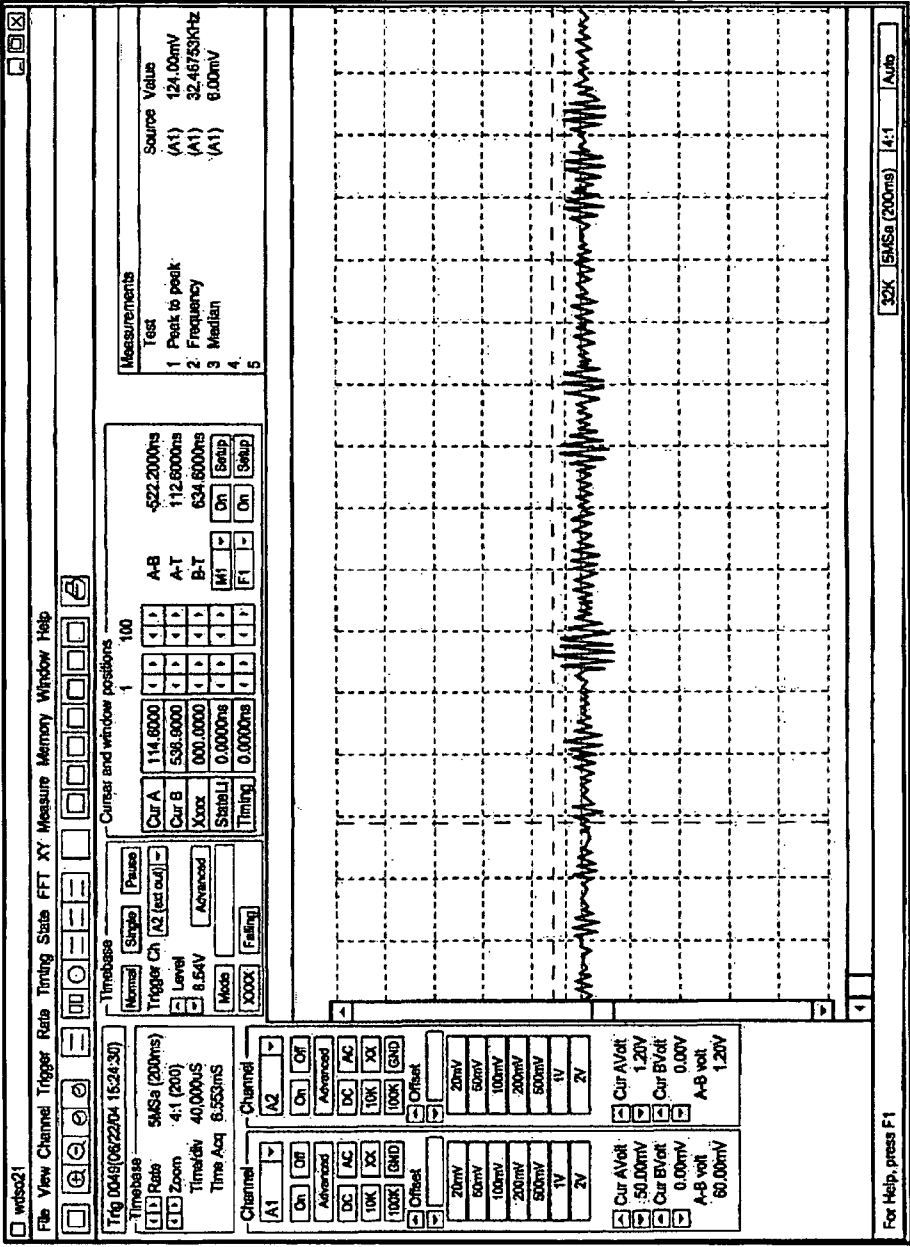 wdso21
File View Channel Trigger Rate Timing State FFT XY Measure Memory Window Help
Trig 0049(06/22/04 15:24:30)
Timebase
Rate 5MSa (200ms)
Zoom 4:1 (200)
Time/div 40,000uS
Time Acq 6.553mS
Timebase
Normal Single Pause
Trigger Ch A2 (ext out)
Level
8.54V Advanced
Mode
XXXX Falling
Cursor and window positions
1 100
Cur A 114.6000 A-B -522.2000ns
Cur B 536.9000 A-T 112.6000ns
Xxxx 000.0000 B-T 634.6000ns
StateLI 0.0000ns M1 On Setup
Timing 0.0000ns F1 On Setup
Measurements
Test Source Value
1 Peak to peak (A1) 124.00mV
2 Frequency (A1) 32.46753KHz
3 Median (A1) 6.00mV
4
5
Channel
A1
On Off
Advanced
DC AC
10K XX
100K GND
Offset
20mV
50mV
100mV
200mV
500mV
1V
2V
Cur AVolt
50.00mV
Cur BVolt
0.00mV
A-B volt
60.00mV
Channel
A2
On Off
Advanced
DC AC
10K XX
100K GND
Offset
20mV
50mV
100mV
200mV
500mV
1V
2V
Cur AVolt
1.20V
Cur BVolt
0.00V
A-B volt
1.20V
For Help, press F1
32K 5MSa (200ms) 4:1 Auto